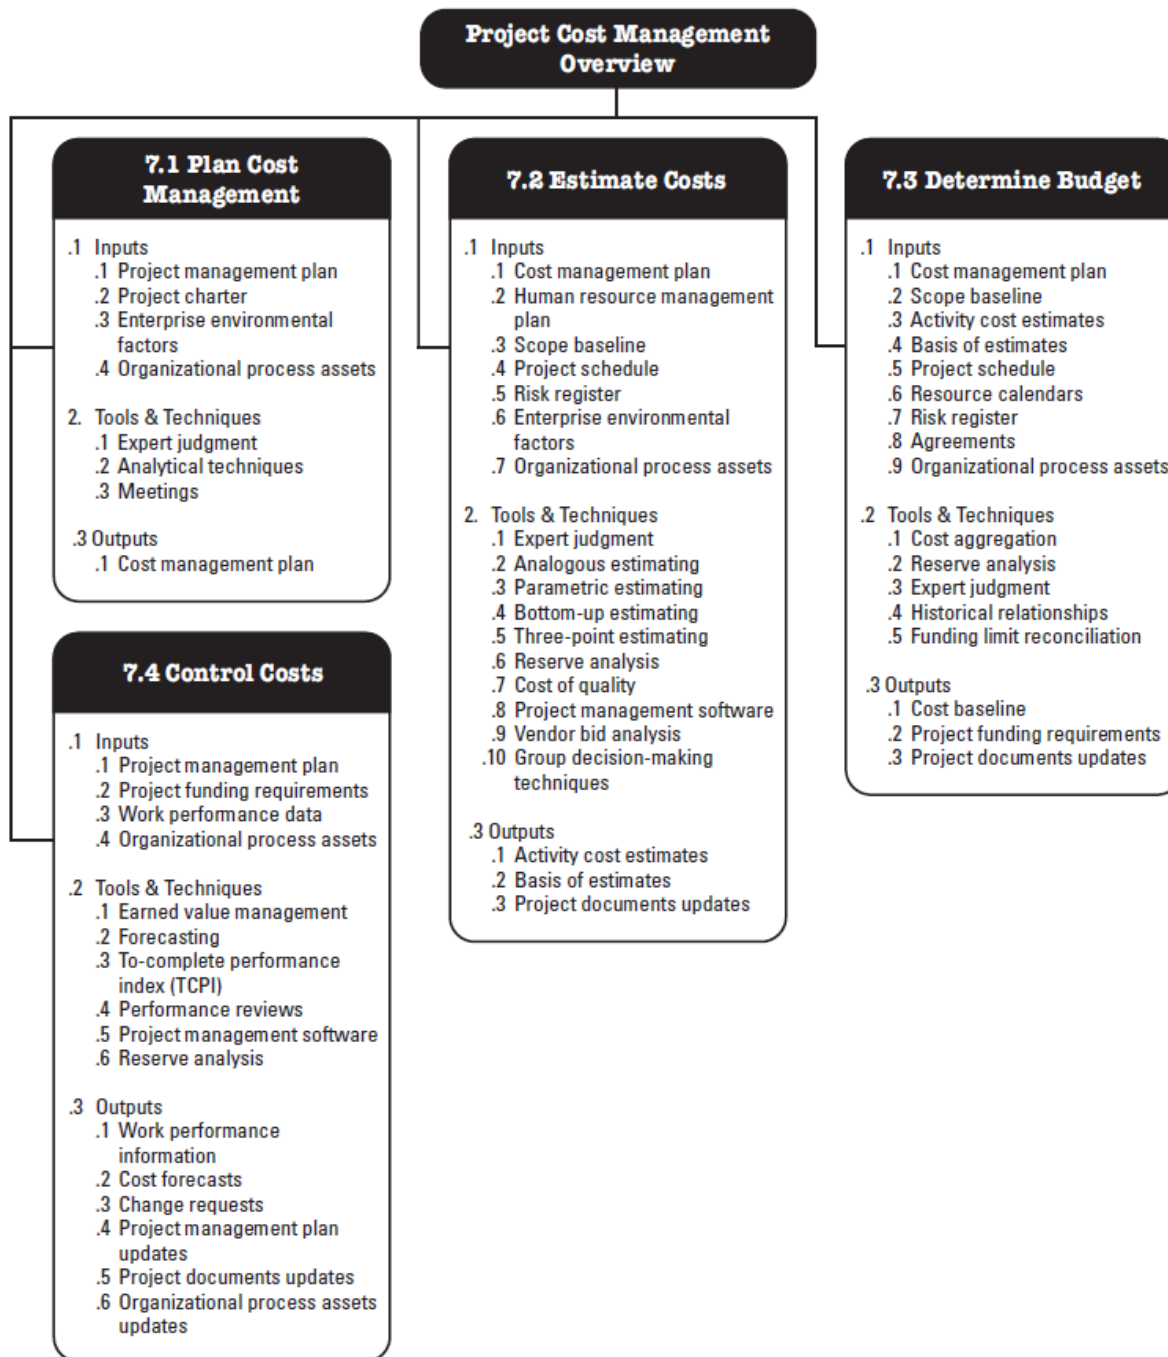 Project Cost Management
Overview
7.1 Plan Cost
Management
.1 Inputs
.1 Project management plan
.2 Project charter
.3 Enterprise environmental
factors
.4 Organizational process assets
2. Tools & Techniques
.1 Expert judgment
.2 Analytical techniques
.3 Meetings
.3 Outputs
.1 Cost management plan
7.2 Estimate Costs
.1 Inputs
.1 Cost management plan
.2 Human resource management
plan
.3 Scope baseline
.4 Project schedule
.5 Risk register
.6 Enterprise environmental
factors
.7 Organizational process assets
2. Tools & Techniques
.1 Expert judgment
.2 Analogous estimating
.3 Parametric estimating
.4 Bottom-up estimating
.5 Three-point estimating
.6 Reserve analysis
.7 Cost of quality
.8 Project management software
.9 Vendor bid analysis
.10 Group decision-making
techniques
.3 Outputs
.1 Activity cost estimates
.2 Basis of estimates
.3 Project documents updates
7.3 Determine Budget
.1 Inputs
.1 Cost management plan
.2 Scope baseline
.3 Activity cost estimates
.4 Basis of estimates
.5 Project schedule
.6 Resource calendars
.7 Risk register
.8 Agreements
.9 Organizational process assets
.2 Tools & Techniques
.1 Cost aggregation
.2 Reserve analysis
.3 Expert judgment
.4 Historical relationships
.5 Funding limit reconciliation
.3 Outputs
.1 Cost baseline
.2 Project funding requirements
.3 Project documents updates
7.4 Control Costs
.1 Inputs
.1 Project management plan
.2 Project funding requirements
.3 Work performance data
.4 Organizational process assets
.2 Tools & Techniques
.1 Earned value management
.2 Forecasting
.3 To-complete performance
index (TCPI)
.4 Performance reviews
.5 Project management software
.6 Reserve analysis
.3 Outputs
.1 Work performance
information
.2 Cost forecasts
.3 Change requests
.4 Project management plan
updates
.5 Project documents updates
.6 Organizational process assets
updates